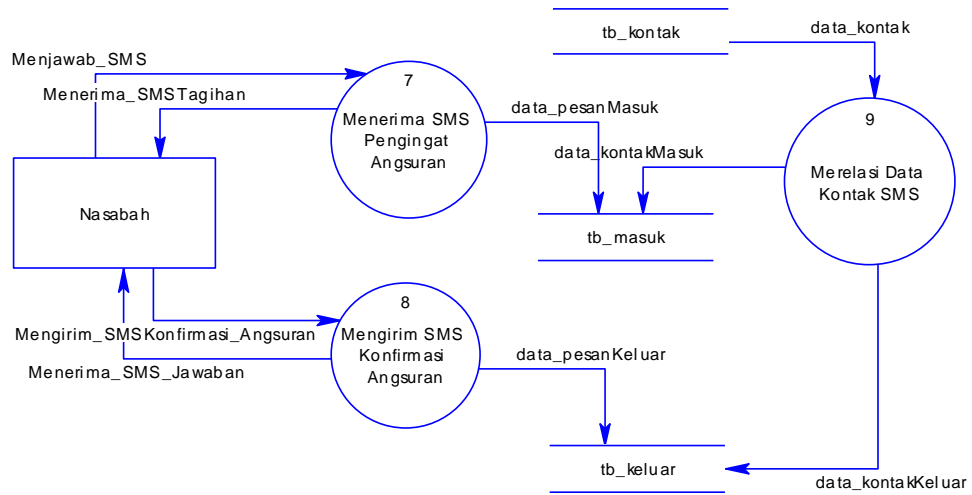 tb_kontak
data_kontak
Menjawab_SMS
7
Menerima_SMSTagihan
Menerima SMS
Pengingat
Angsuran
data_pesanMasuk
9
data_kontakMasuk
Merelasi Data
Kontak SMS
Nasabah
tb_masuk
8
Mengirim_SMSKonfirmasi_Angsuran
Mengirim SMS
Konfirmasi
Angsuran
data_pesanKeluar
Menerima_SMS_Jawaban
tb_keluar
data_kontakKeluar